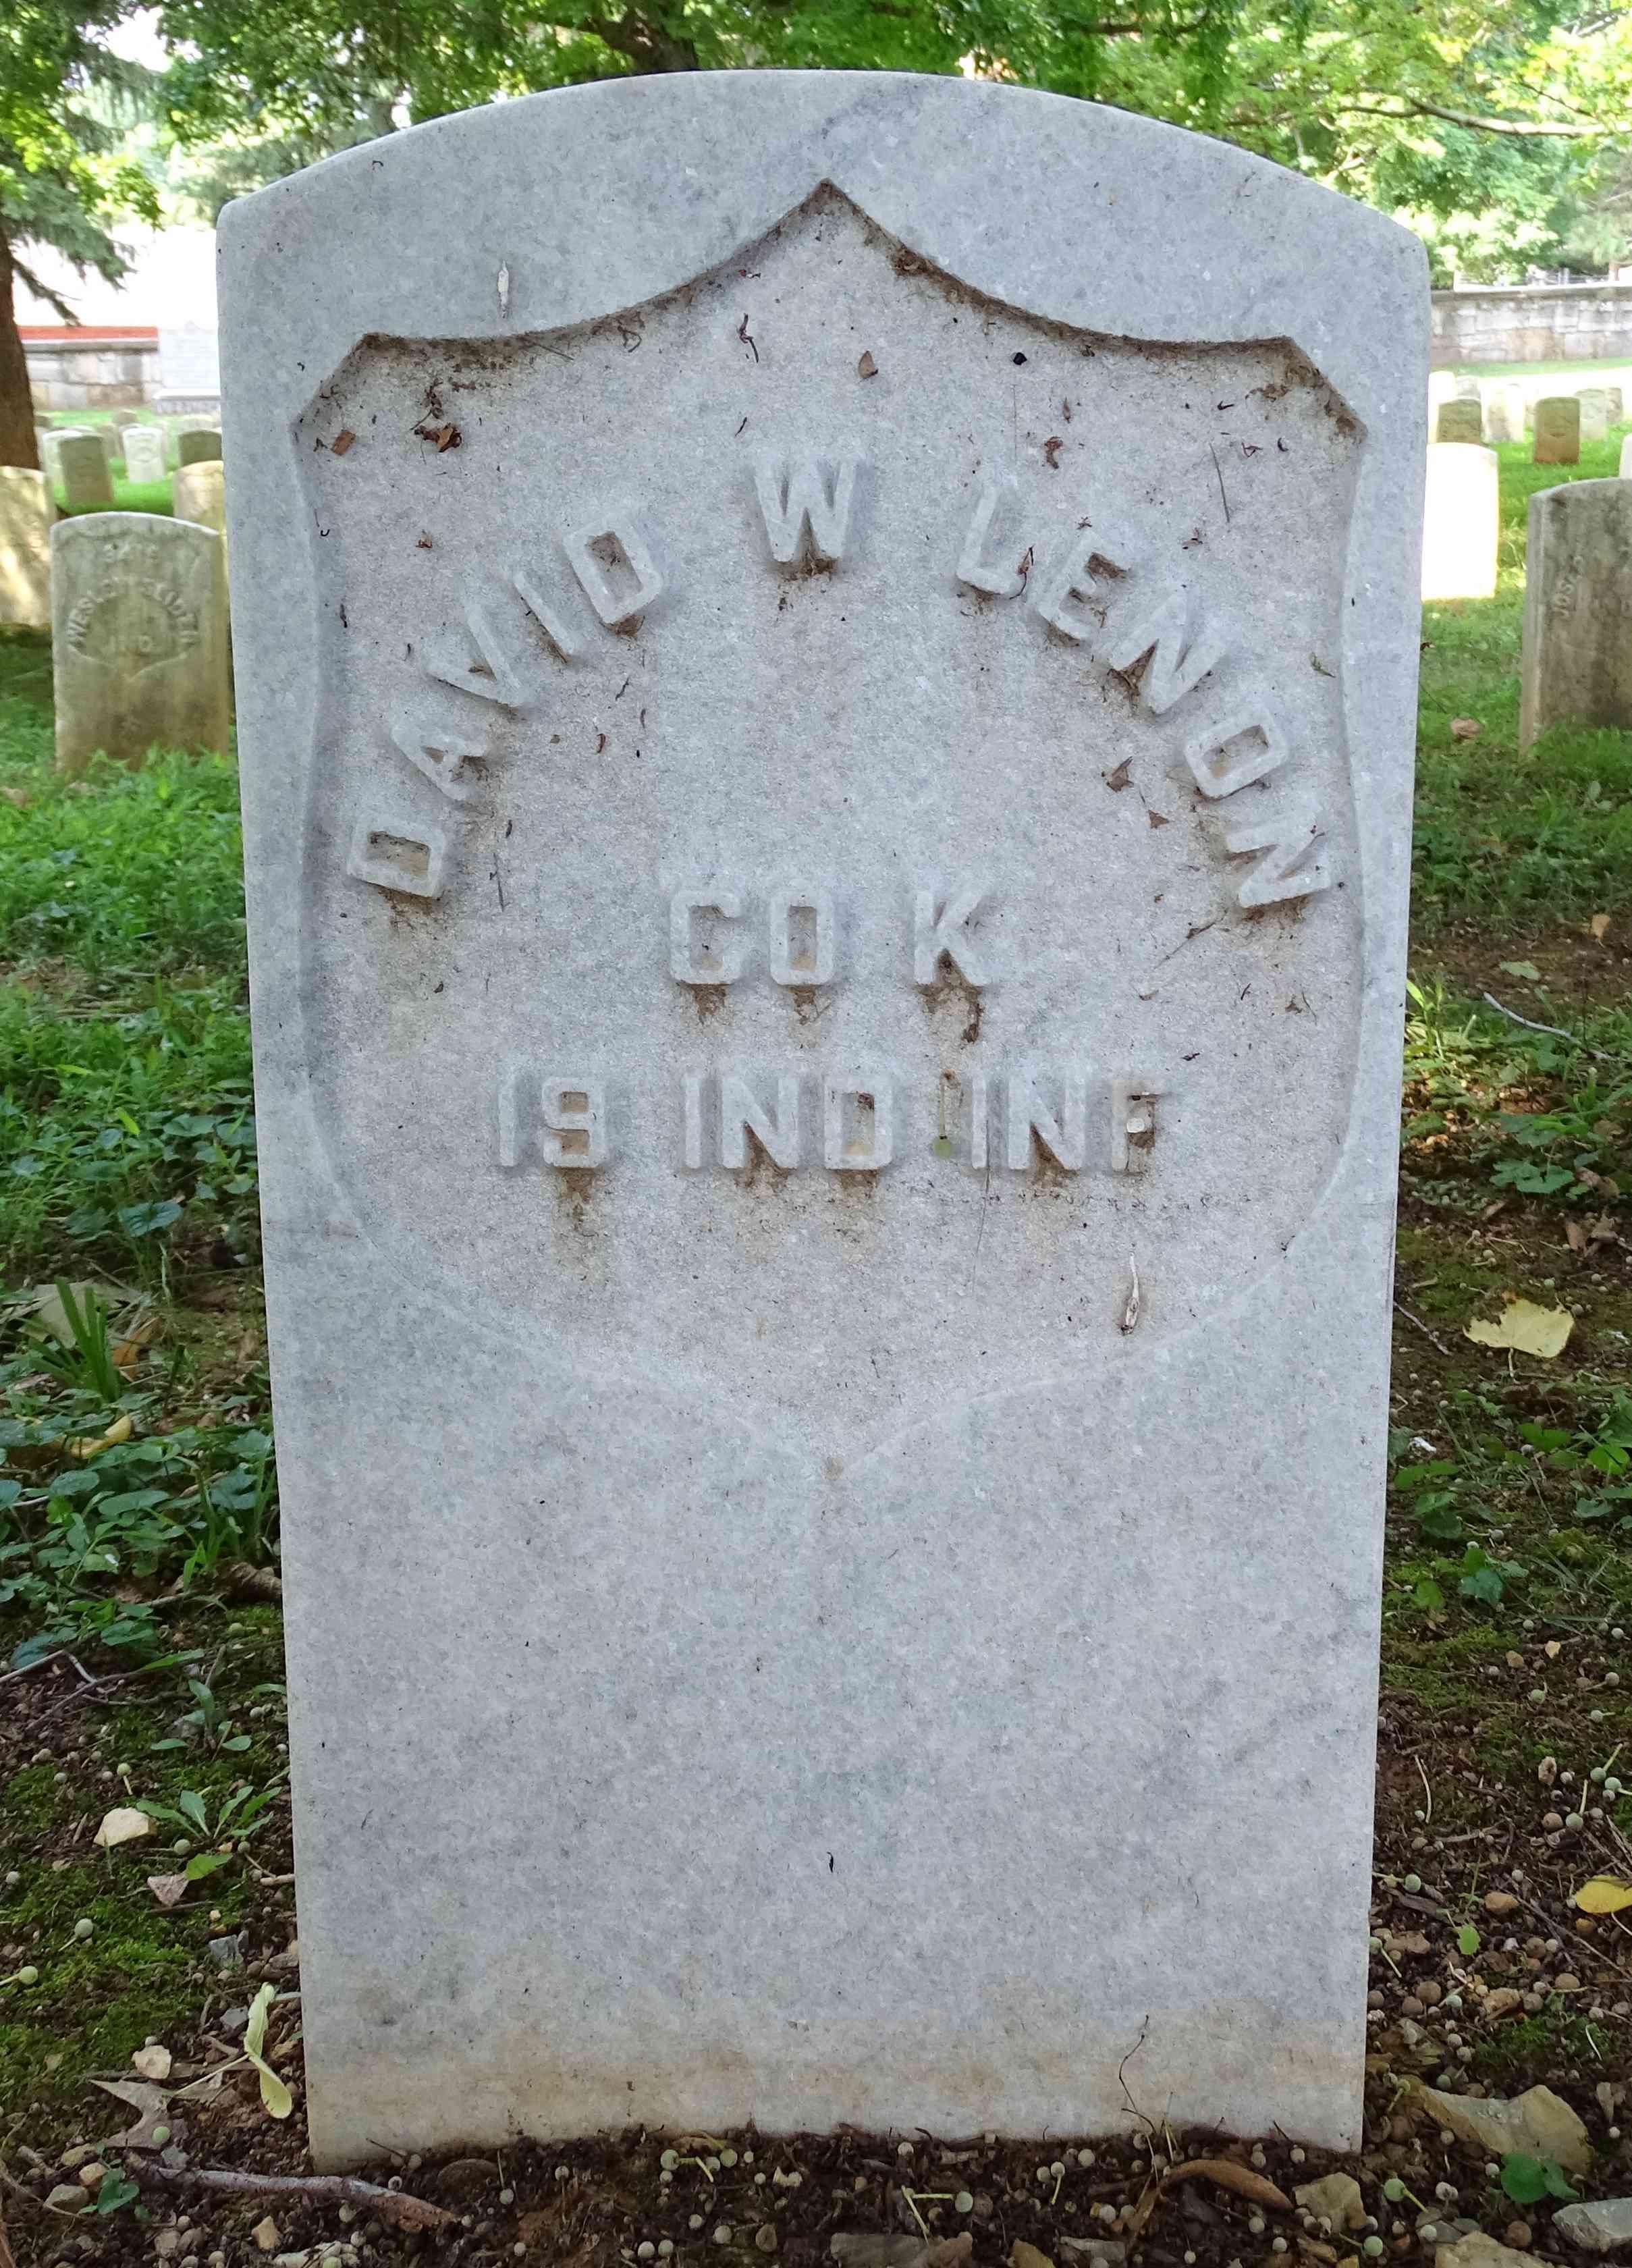 DAVID W LENON
CO K
19 IND INF